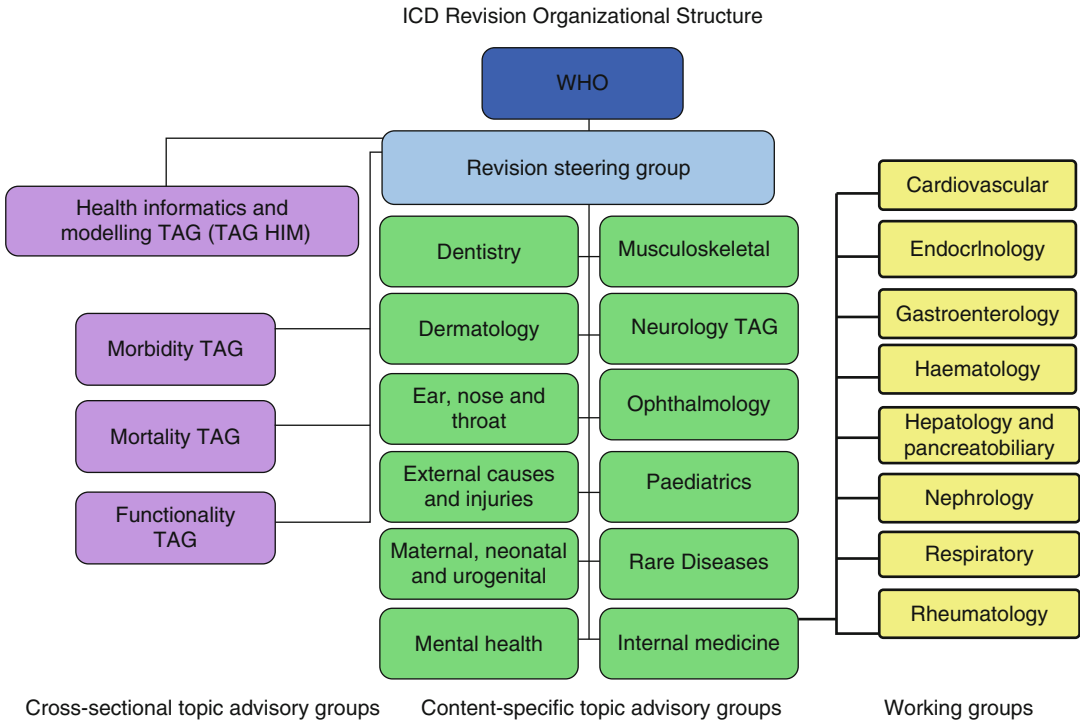 ICD Revision Organizational Structure
WHO
Revision steering group
Health informatics and
modelling TAG (TAG HIM)
Morbidity TAG
Mortality TAG
Functionality
TAG
Dentistry
Dermatology
Ear, nose and
throat
External causes
and injuries
Maternal, neonatal
and urogenital
Mental health
Musculoskeletal
Neurology TAG
Ophthalmology
Paediatrics
Rare Diseases
Internal medicine
Cardiovascular
Endocrlnology
Gastroenterology
Haematology
Hepatology and
pancreatobiliary
Nephrology
Respiratory
Rheumatology
Cross-sectional topic advisory groups
Content-specific topic advisory groups
Working groups